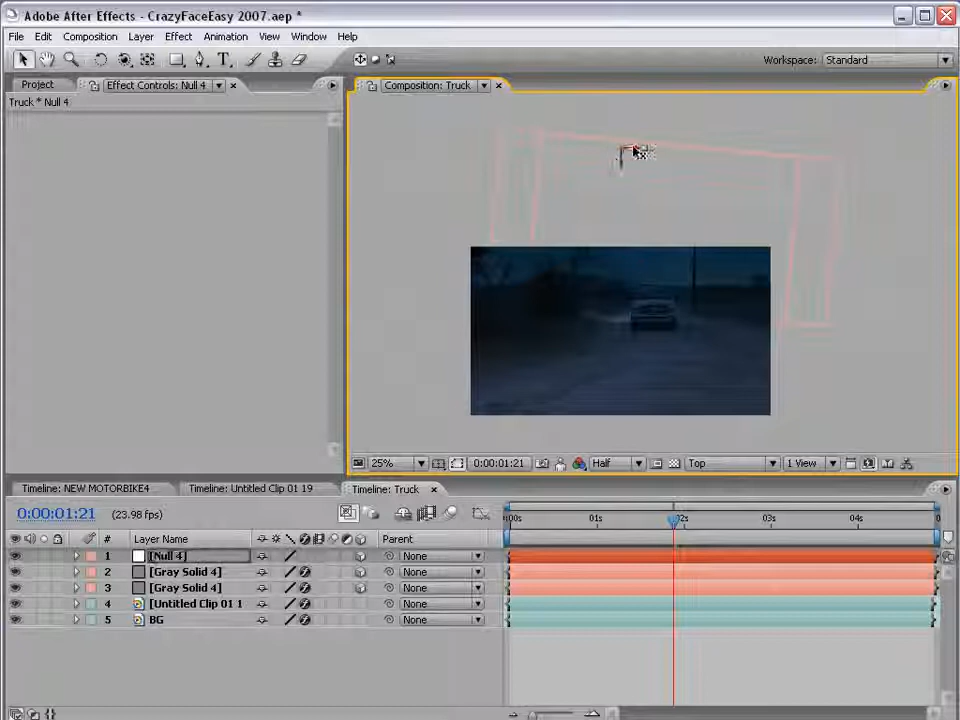 Adobe After Effects - CrazyFaceEasy 2007.aep *
File Edit Composition Layer Effect Animation View Window Help
Workspace: Standard
Project Effect Controls: Null 4
Composition: Truck
Truck * Null 4
25% 0:00:01:21 Half Top 1 View
Timeline: NEW MOTORBIKE4 Timeline: Untitled Clip 01 19 Timeline: Truck
0:00:01:21 (23.98 fps)
:00s 01s 02s 03s 04s 0
# Layer Name Parent
1 [Null 4] None
2 [Gray Solid 4] None
3 [Gray Solid 4] None
4 [Untitled Clip 01 1 None
5 BG None